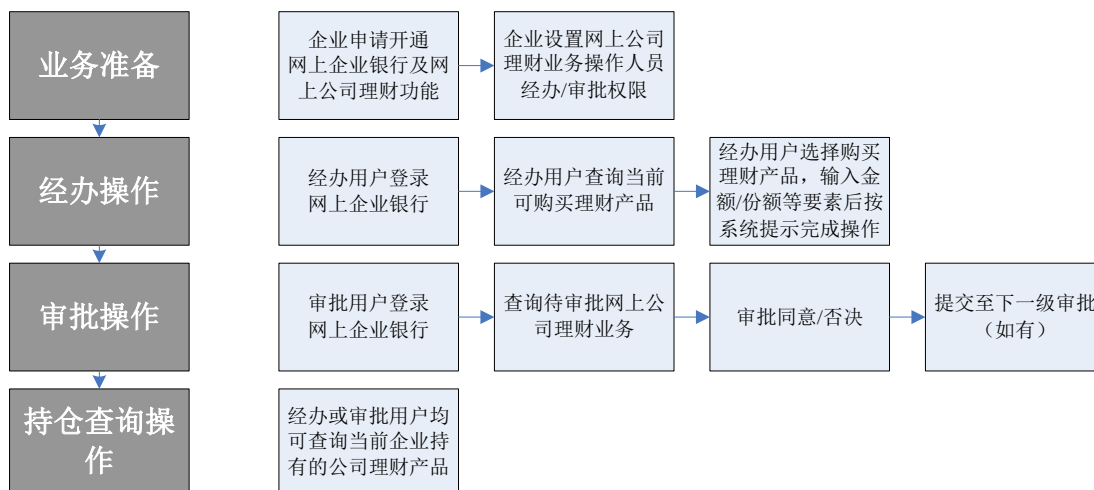 业务准备
企业申请开通
网上企业银行及网
上公司理财功能
企业设置网上公司
理财业务操作人员
经办/审批权限
经办操作
经办用户登录
网上企业银行
经办用户查询当前
可购买理财产品
经办用户选择购买
理财产品，输入金
额/份额等要素后按
系统提示完成操作
审批操作
审批用户登录
网上企业银行
查询待审批网上公
司理财业务
审批同意/否决
提交至下一级审批
（如有）
持仓查询操
作
经办或审批用户均
可查询当前企业持
有的公司理财产品